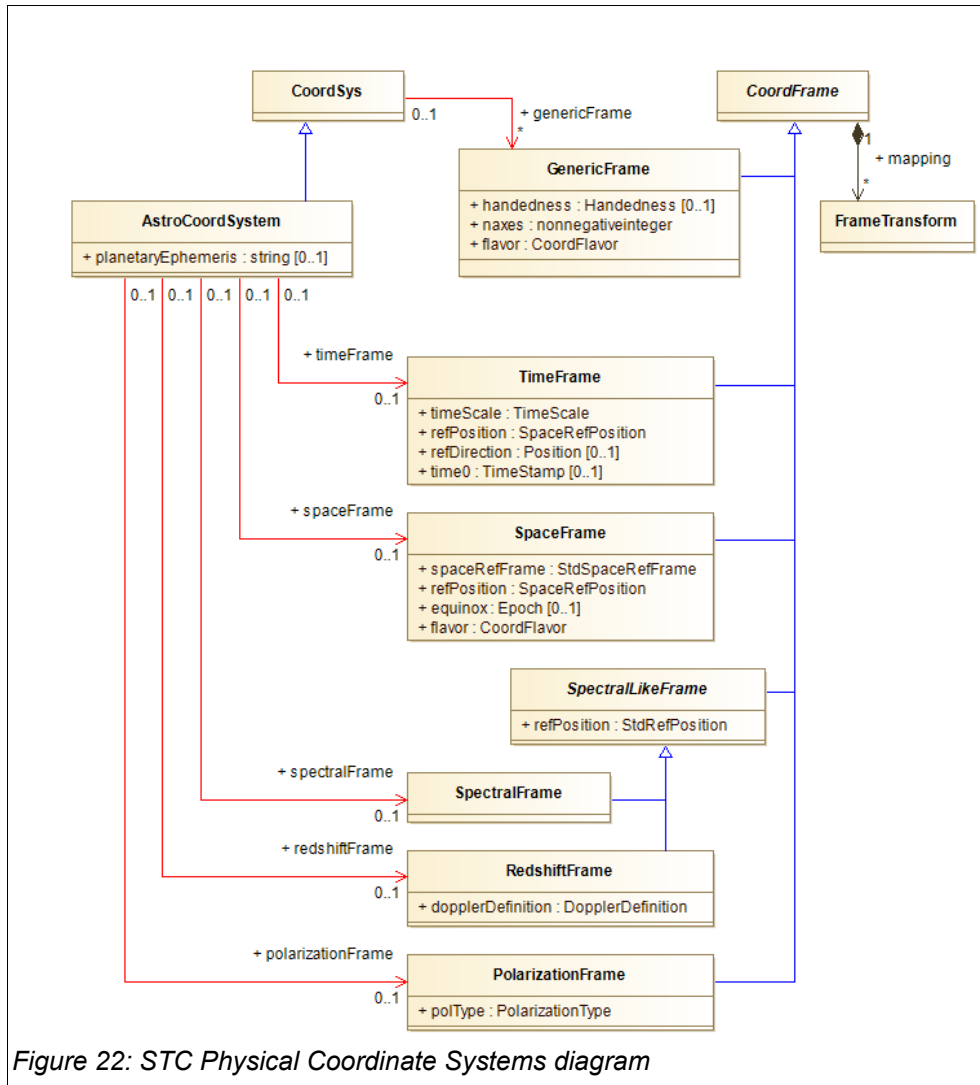 CoordSys
CoordFrame
0..1
+ genericFrame
*
1
+ mapping
*
GenericFrame
+ handedness : Handedness [0..1]
+ naxes : nonnegativeinteger
+ flavor : CoordFlavor
FrameTransform
AstroCoordSystem
+ planetaryEphemeris : string [0..1]
0..1 0..1 0..1 0..1 0..1
+ timeFrame
0..1
TimeFrame
+ timeScale : TimeScale
+ refPosition : SpaceRefPosition
+ refDirection : Position [0..1]
+ time0 : TimeStamp [0..1]
+ spaceFrame
0..1
SpaceFrame
+ spaceRefFrame : StdSpaceRefFrame
+ refPosition : SpaceRefPosition
+ equinox : Epoch [0..1]
+ flavor : CoordFlavor
SpectralLikeFrame
+ refPosition : StdRefPosition
+ spectralFrame
0..1
SpectralFrame
+ redshiftFrame
0..1
RedshiftFrame
+ dopplerDefinition : DopplerDefinition
+ polarizationFrame
0..1
PolarizationFrame
+ polType : PolarizationType
Figure 22: STC Physical Coordinate Systems diagram